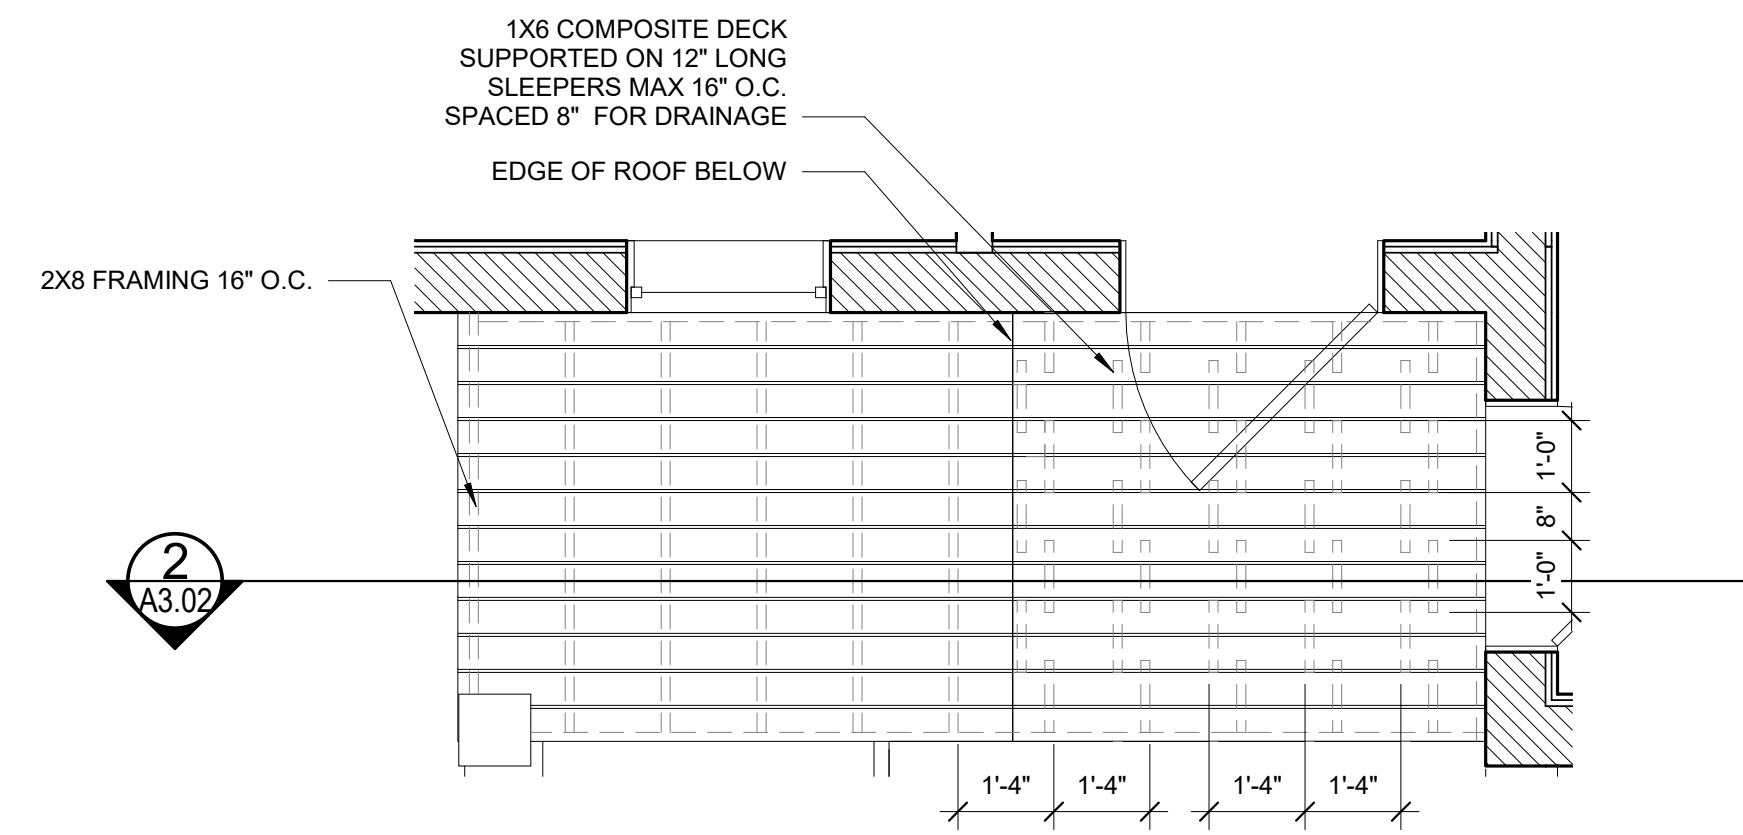 1X6 COMPOSITE DECK
SUPPORTED ON 12" LONG
SLEEPERS MAX 16" O.C.
SPACED 8" FOR DRAINAGE
EDGE OF ROOF BELOW
2X8 FRAMING 16" O.C.
1'-0"
8"
1'-0"
2
A3.02
1'-4"
1'-4"
1'-4"
1'-4"